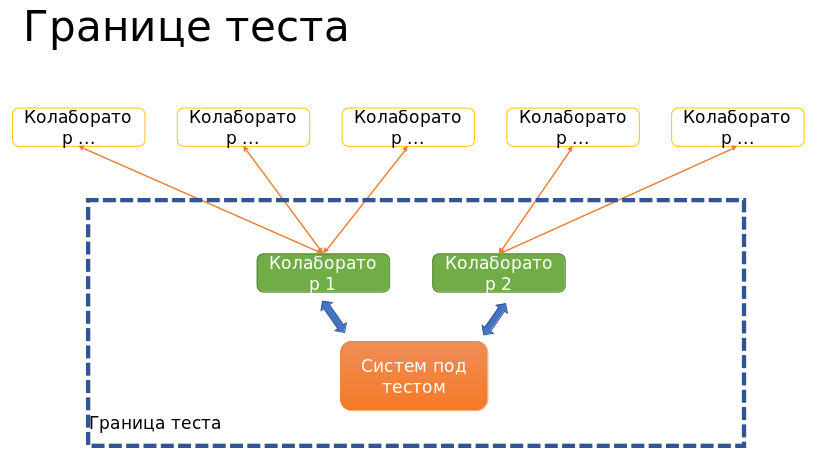 Границе теста
Колаборато
р ...
Колаборато
р ...
Колаборато
р ...
Колаборато
р ...
Колаборато
р ...
Колаборато
р 1
Колаборато
р 2
Систем под
тестом
Граница теста